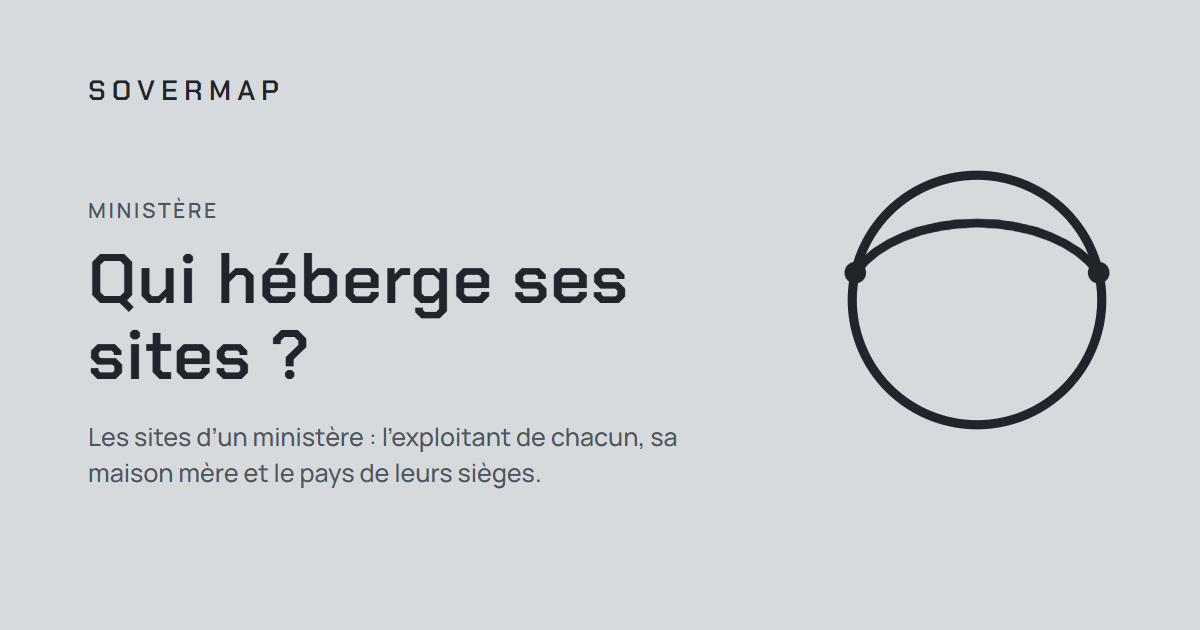 SOVERMAP
MINISTÈRE
Qui héberge ses
sites ?
Les sites d’un ministère : l’exploitant de chacun, sa
maison mère et le pays de leurs sièges.